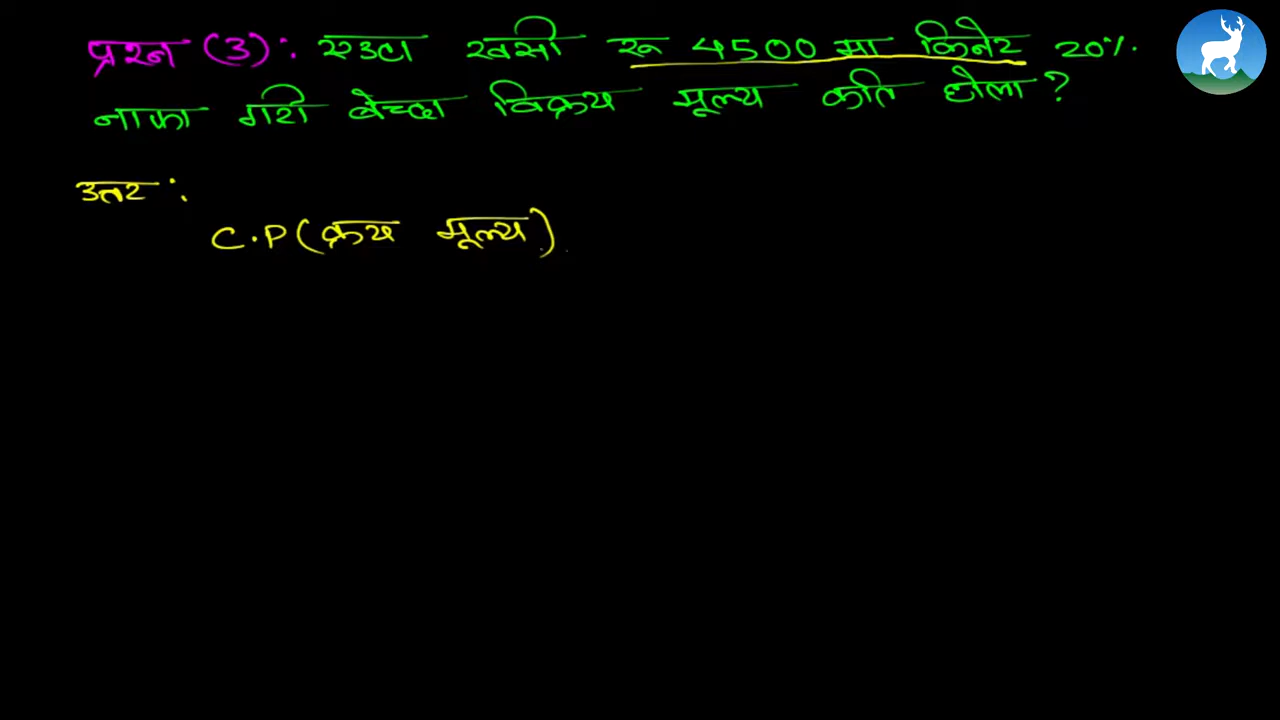 प्रश्न (3): एउटा खसी रू 4500 मा किनेर 20%
नाफा गरी बेच्दा विक्रय मूल्य कति होला?
उत्तर:
C.P(क्रय मूल्य)